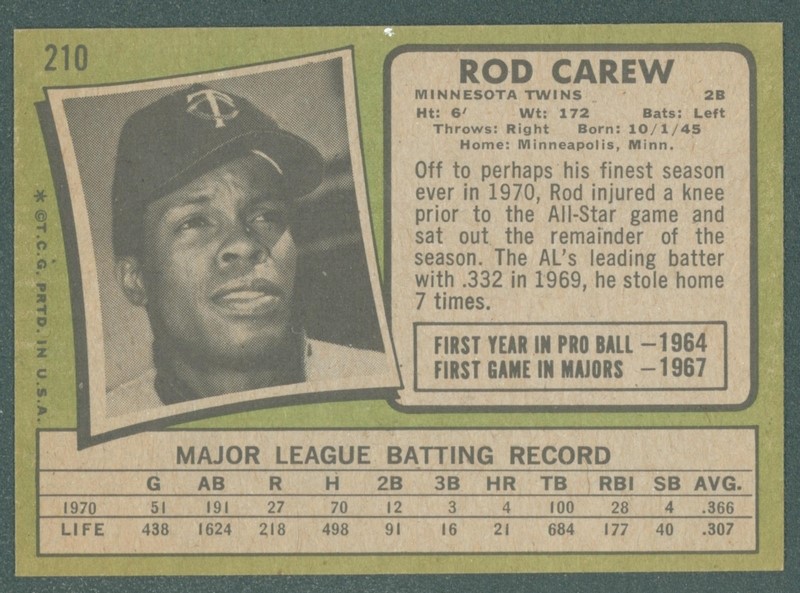 210
ROD CAREW
MINNESOTA TWINS 2B
Ht: 6' Wt: 172 Bats: Left
Throws: Right Born: 10/1/45
Home: Minneapolis, Minn.
Off to perhaps his finest season
ever in 1970, Rod injured a knee
prior to the All-Star game and
sat out the remainder of the
season. The AL's leading batter
with .332 in 1969, he stole home
7 times.
FIRST YEAR IN PRO BALL —1964
FIRST GAME IN MAJORS —1967
TC
* ©T.C.G. PRTD. IN U.S.A.
MAJOR LEAGUE BATTING RECORD
G AB R H 2B 3B HR TB RBI SB AVG.
1970 51 191 27 70 12 3 4 100 28 4 .366
LIFE 438 1624 218 498 91 16 21 684 177 40 .307